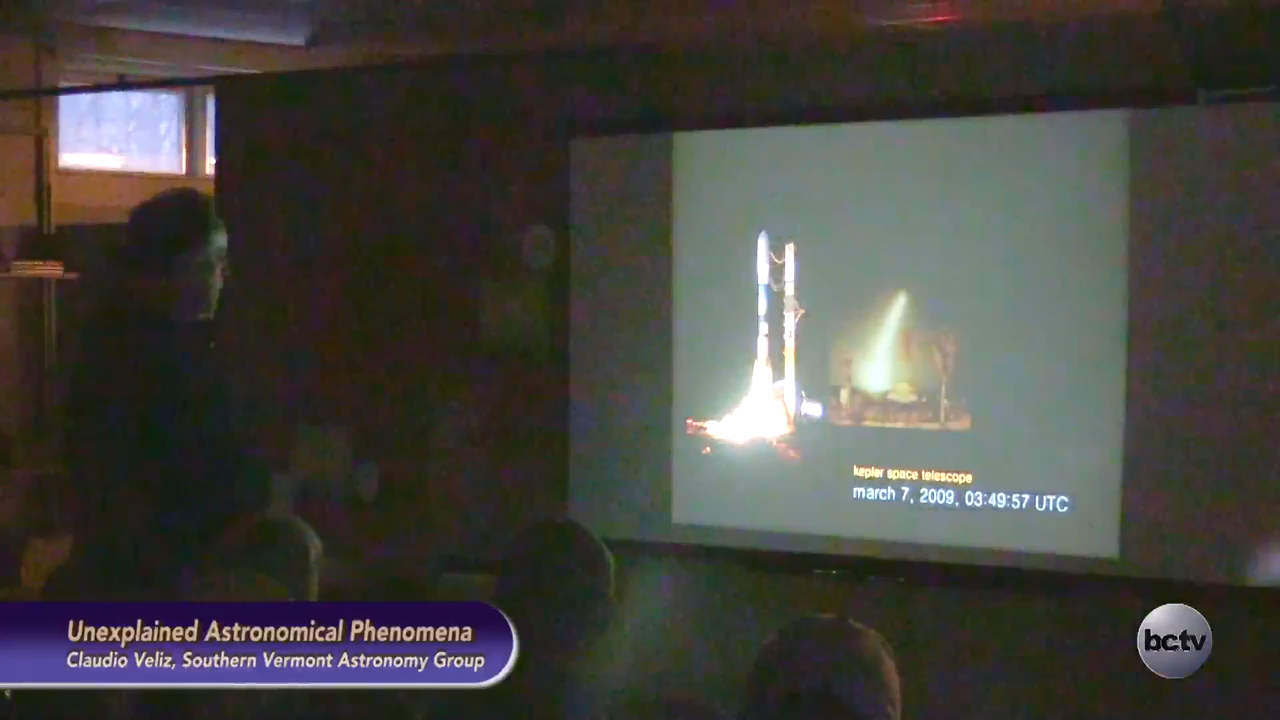 kepler space telescope
march 7, 2009, 03:49:57 UTC
Unexplained Astronomical Phenomena
Claudio Veliz, Southern Vermont Astronomy Group
bctv